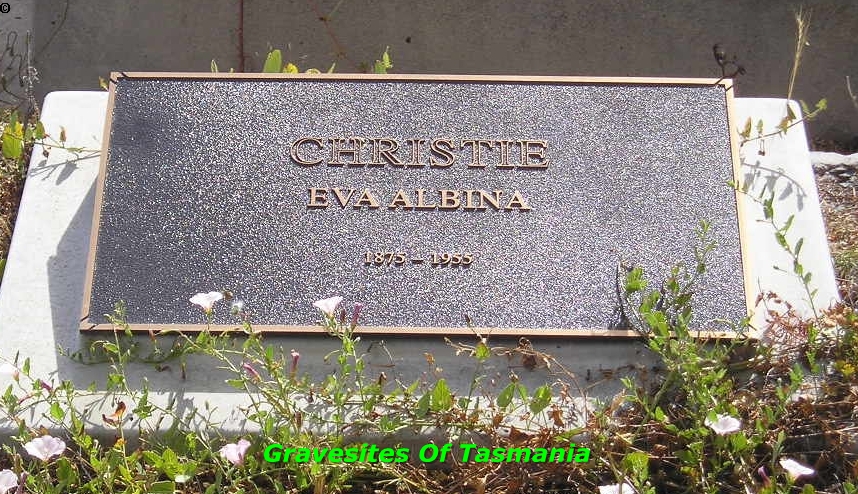 ©
CHRISTIE
EVA ALBINA
1875 – 1955
Gravesites Of Tasmania